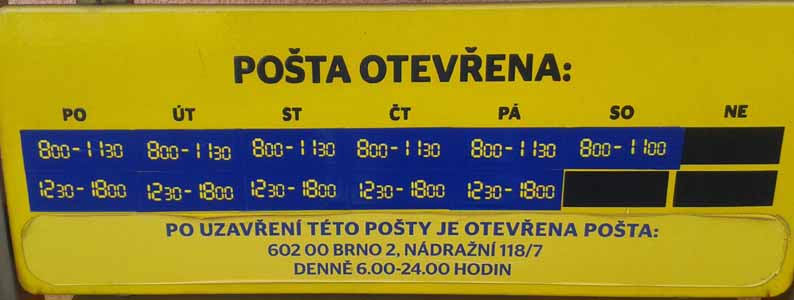 POŠTA OTEVŘENA:
PO ÚT ST ČT PÁ SO NE
800-1130 800-1130 800-1130 800-1130 800-1130 800-1100
1230-1800 1230-1800 1230-1800 1230-1800 1230-1800
PO UZAVŘENÍ TÉTO POŠTY JE OTEVŘENA POŠTA:
602 00 BRNO 2, NÁDRAŽNÍ 118/7
DENNĚ 6.00-24.00 HODIN